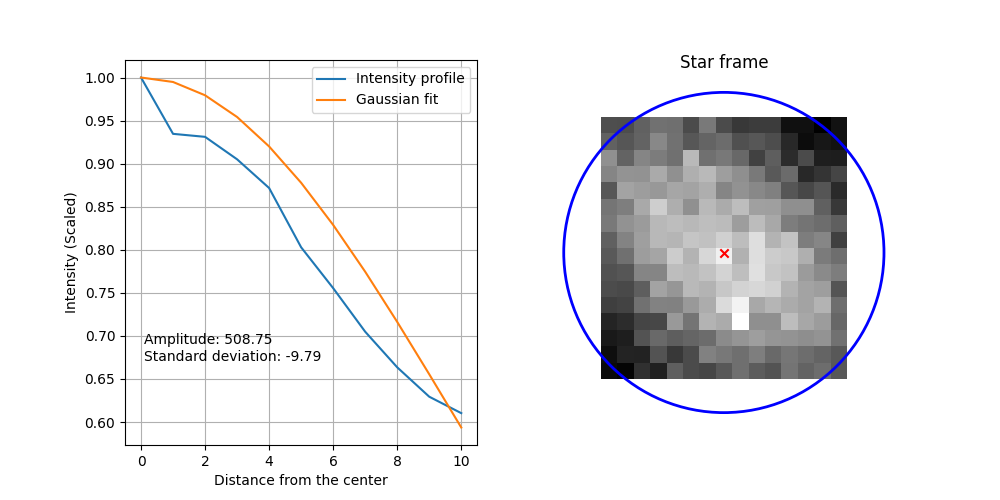 Star frame
Intensity profile
Gaussian fit
1.00
0.95
0.90
0.85
0.80
0.75
0.70
0.65
0.60
Intensity (Scaled)
Amplitude: 508.75
Standard deviation: -9.79
0 2 4 6 8 10
Distance from the center